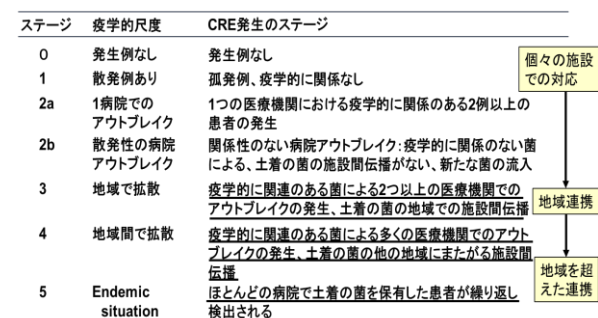 ステージ 疫学的尺度 CRE発生のステージ
0 発生例なし 発生例なし
1 散発例あり 孤発例、疫学的に関係なし
2a 1病院での 1つの医療機関における疫学的に関係のある2例以上の
アウトブレイク 患者の発生
2b 散発性の病院 関係性のない病院アウトブレイク：疫学的に関係のない菌
アウトブレイク による、土着の菌の施設間伝播がない、新たな菌の流入
3 地域で拡散 疫学的に関連のある菌による2つ以上の医療機関での
アウトブレイクの発生、土着の菌の地域での施設間伝播
4 地域間で拡散 疫学的に関連のある菌による多くの医療機関でのアウト
ブレイクの発生、土着の菌の他の地域にまたがる施設間
伝播
5 Endemic ほとんどの病院で土着の菌を保有した患者が繰り返し
situation 検出される
個々の施設
での対応
地域連携
地域を超
えた連携